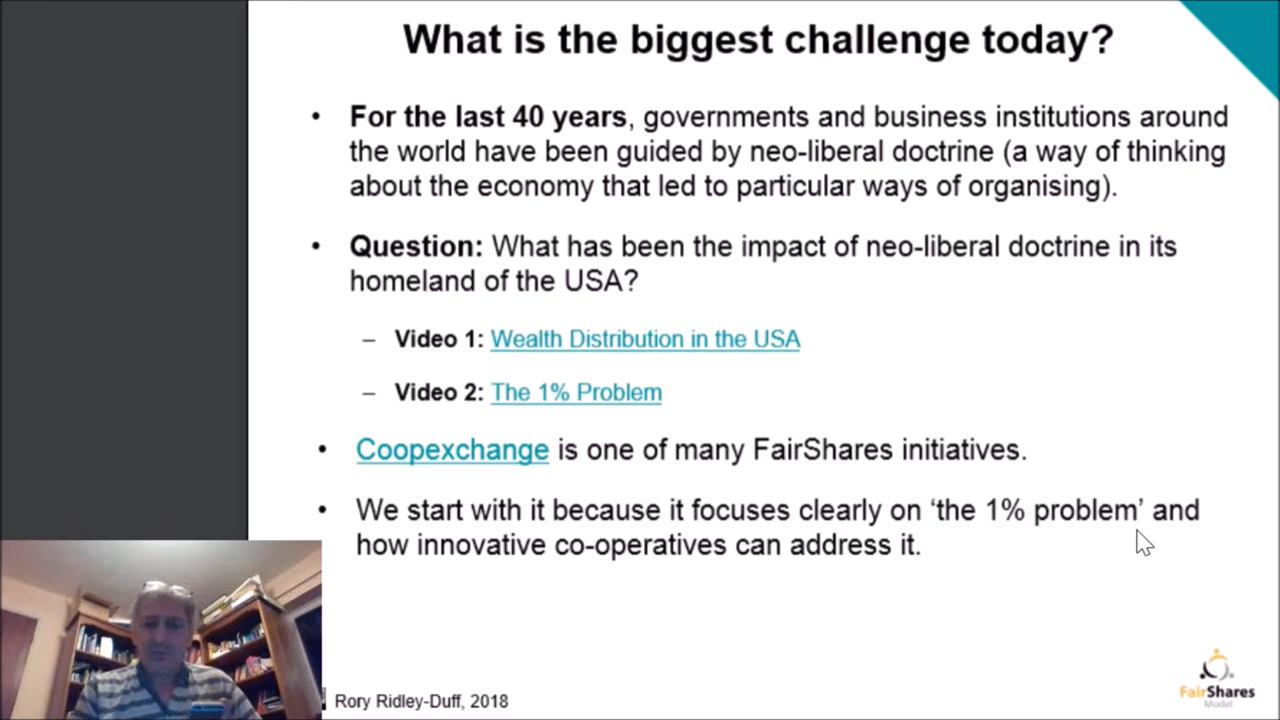 What is the biggest challenge today?
• For the last 40 years, governments and business institutions around
the world have been guided by neo-liberal doctrine (a way of thinking
about the economy that led to particular ways of organising).
• Question: What has been the impact of neo-liberal doctrine in its
homeland of the USA?
– Video 1: Wealth Distribution in the USA
– Video 2: The 1% Problem
• Coopexchange is one of many FairShares initiatives.
• We start with it because it focuses clearly on ‘the 1% problem’ and
how innovative co-operatives can address it.
Rory Ridley-Duff, 2018
FairShares
Model